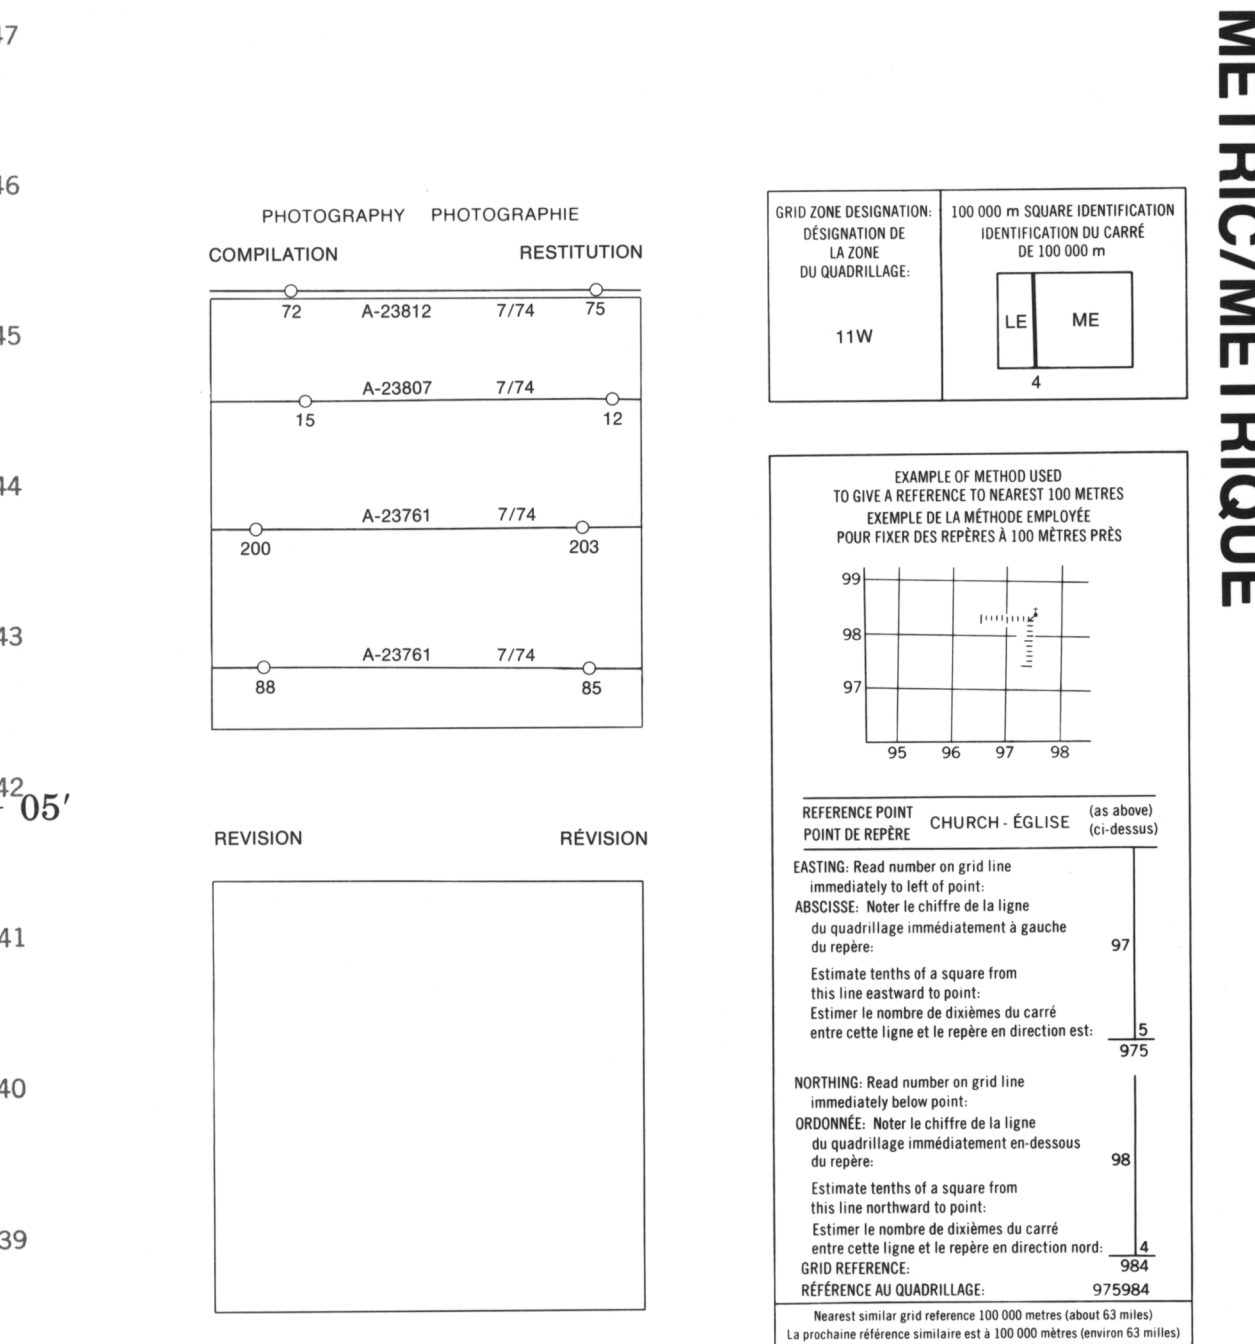 47
46
45
44
43
42
05′
41
40
39
PHOTOGRAPHY PHOTOGRAPHIE
COMPILATION RESTITUTION
72 A-23812 7/74 75
A-23807 7/74
15 12
A-23761 7/74
200 203
A-23761 7/74
88 85
REVISION RÉVISION
GRID ZONE DESIGNATION:
DÉSIGNATION DE
LA ZONE
DU QUADRILLAGE:
11W
100 000 m SQUARE IDENTIFICATION
IDENTIFICATION DU CARRÉ
DE 100 000 m
LE ME
4
EXAMPLE OF METHOD USED
TO GIVE A REFERENCE TO NEAREST 100 METRES
EXEMPLE DE LA MÉTHODE EMPLOYÉE
POUR FIXER DES REPÈRES À 100 MÈTRES PRÈS
99
98
97
95 96 97 98
REFERENCE POINT
POINT DE REPÈRE
CHURCH - ÉGLISE
(as above)
(ci-dessus)
EASTING: Read number on grid line
immediately to left of point:
ABSCISSE: Noter le chiffre de la ligne
du quadrillage immédiatement à gauche
du repère: 97
Estimate tenths of a square from
this line eastward to point:
Estimer le nombre de dixièmes du carré
entre cette ligne et le repère en direction est: 5
975
NORTHING: Read number on grid line
immediately below point:
ORDONNÉE: Noter le chiffre de la ligne
du quadrillage immédiatement en-dessous
du repère: 98
Estimate tenths of a square from
this line northward to point:
Estimer le nombre de dixièmes du carré
entre cette ligne et le repère en direction nord: 4
GRID REFERENCE: 984
RÉFÉRENCE AU QUADRILLAGE: 975984
Nearest similar grid reference 100 000 metres (about 63 miles)
La prochaine référence similaire est à 100 000 mètres (environ 63 milles)
METRIC/METRIQUE